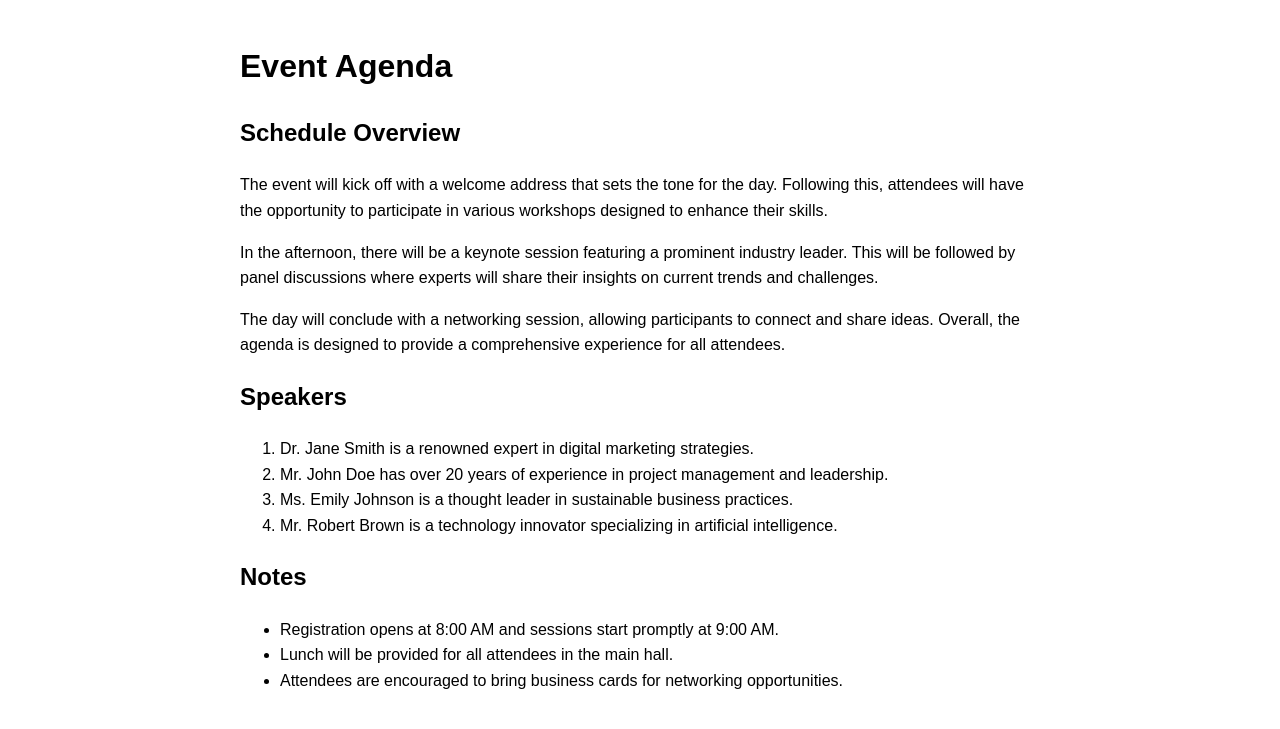 Event Agenda
Schedule Overview
The event will kick off with a welcome address that sets the tone for the day. Following this, attendees will have
the opportunity to participate in various workshops designed to enhance their skills.
In the afternoon, there will be a keynote session featuring a prominent industry leader. This will be followed by
panel discussions where experts will share their insights on current trends and challenges.
The day will conclude with a networking session, allowing participants to connect and share ideas. Overall, the
agenda is designed to provide a comprehensive experience for all attendees.
Speakers
1. Dr. Jane Smith is a renowned expert in digital marketing strategies.
2. Mr. John Doe has over 20 years of experience in project management and leadership.
3. Ms. Emily Johnson is a thought leader in sustainable business practices.
4. Mr. Robert Brown is a technology innovator specializing in artificial intelligence.
Notes
• Registration opens at 8:00 AM and sessions start promptly at 9:00 AM.
• Lunch will be provided for all attendees in the main hall.
• Attendees are encouraged to bring business cards for networking opportunities.